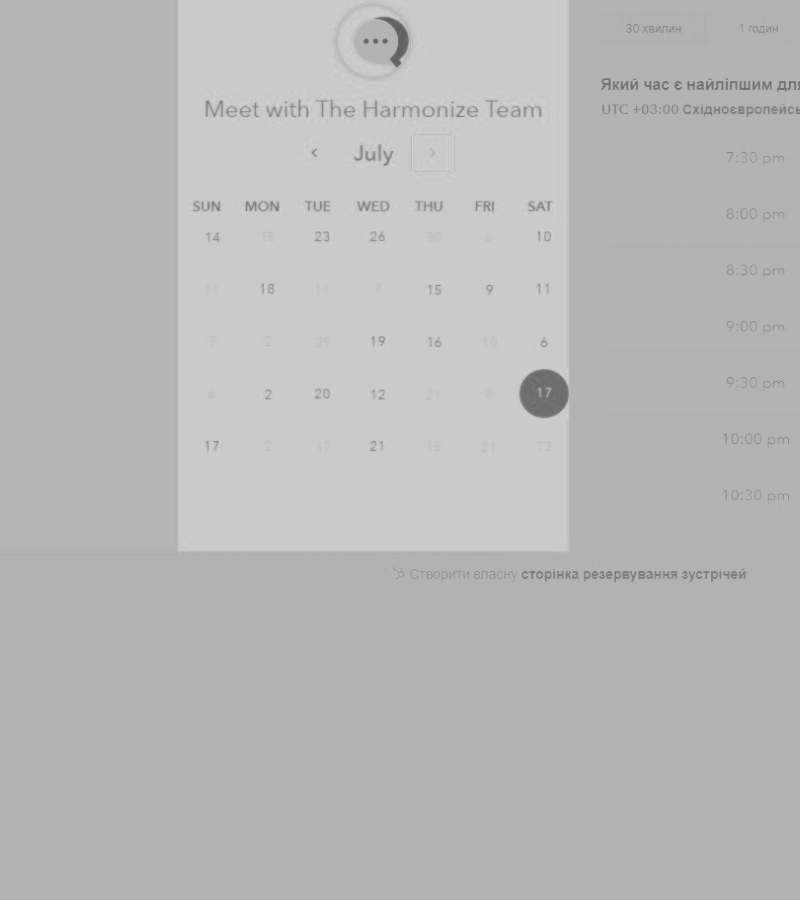 Meet with The Harmonize Team
July
SUN MON TUE WED THU FRI SAT
14 15 23 26 30 6 10
11 18 11 7 15 9 11
9 2 29 19 16 10 6
6 2 20 12 21 8 17
17 2 17 21 15 21 13
30 хвилин 1 годин
Який час є найліпшим для
UTC +03:00 Східноєвропейсь
7:30 pm
8:00 pm
8:30 pm
9:00 pm
9:30 pm
10:00 pm
10:30 pm
Створити власну сторінка резервування зустрічей